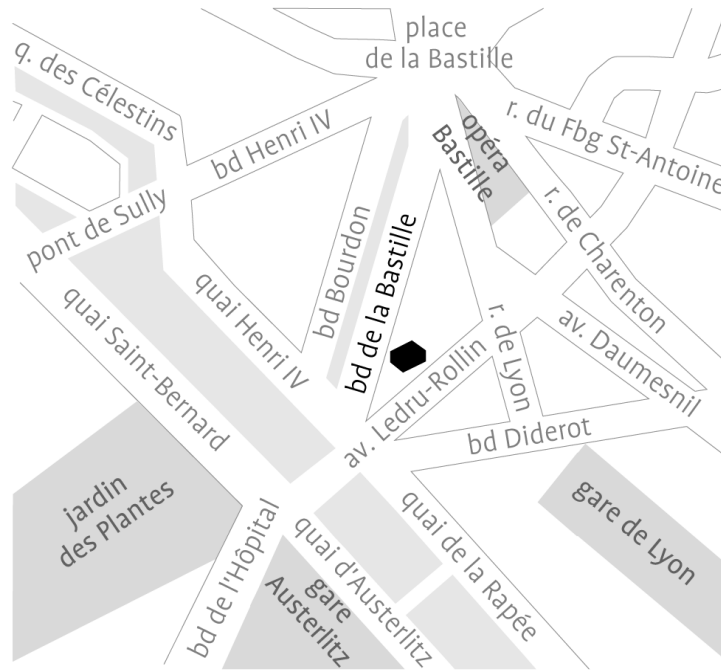 place
de la Bastille
q. des Célestins
bd Henri IV
opéra
Bastille
r. du Fbg St-Antoine
pont de Sully
bd Bourdon
bd de la Bastille
r. de Charenton
quai Saint-Bernard
quai Henri IV
r. de Lyon
av. Daumesnil
av. Ledru-Rollin
bd Diderot
jardin
des Plantes
gare de Lyon
bd de l'Hôpital
quai d'Austerlitz
quai de la Rapée
gare
Austerlitz